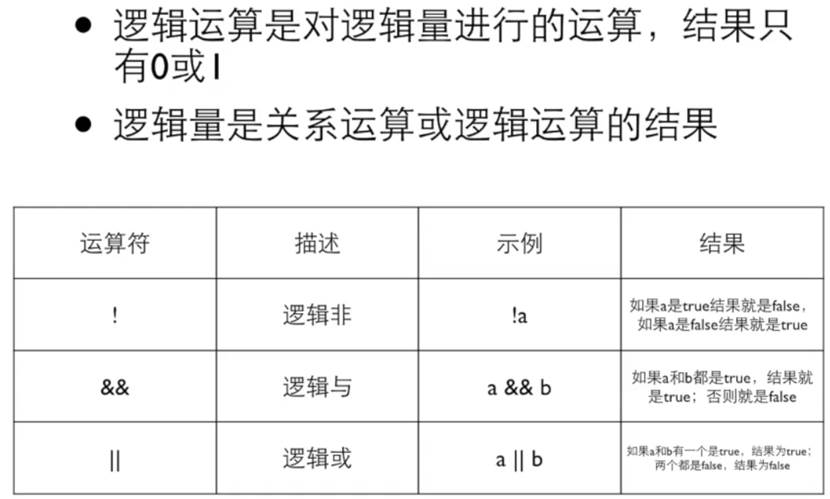 ● 逻辑运算是对逻辑量进行的运算，结果只
有0或1
● 逻辑量是关系运算或逻辑运算的结果
运算符 描述 示例 结果
! 逻辑非 !a 如果a是true结果就是false，
如果a是false结果就是true
&& 逻辑与 a && b 如果a和b都是true，结果就
是true；否则就是false
|| 逻辑或 a || b 如果a和b有一个是true，结果为true；
两个都是false，结果为false